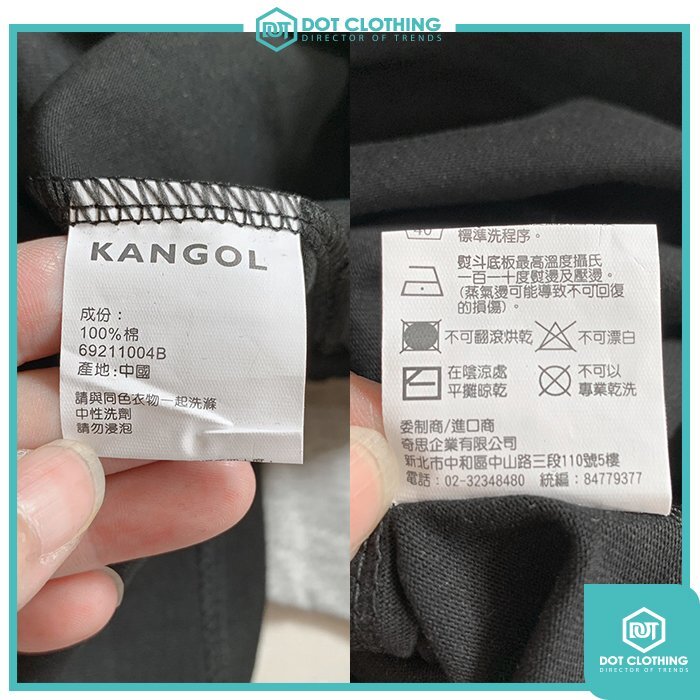 DOT CLOTHING
DIRECTOR OF TRENDS
KANGOL
成份:
100%棉
69211004B
產地:中國
請與同色衣物一起洗滌
中性洗劑
請勿浸泡
40
標準洗程序。
熨斗底板最高溫度攝氏
一百一十度熨燙及壓燙。
(蒸氣燙可能導致不可回復
的損傷)。
不可翻滾烘乾
不可漂白
在陰涼處
平攤晾乾
不可以
專業乾洗
委制商/進口商
奇思企業有限公司
新北市中和區中山路三段110號5樓
電話:02-32348480 統編:84779377
DOT CLOTHING
DIRECTOR OF TRENDS